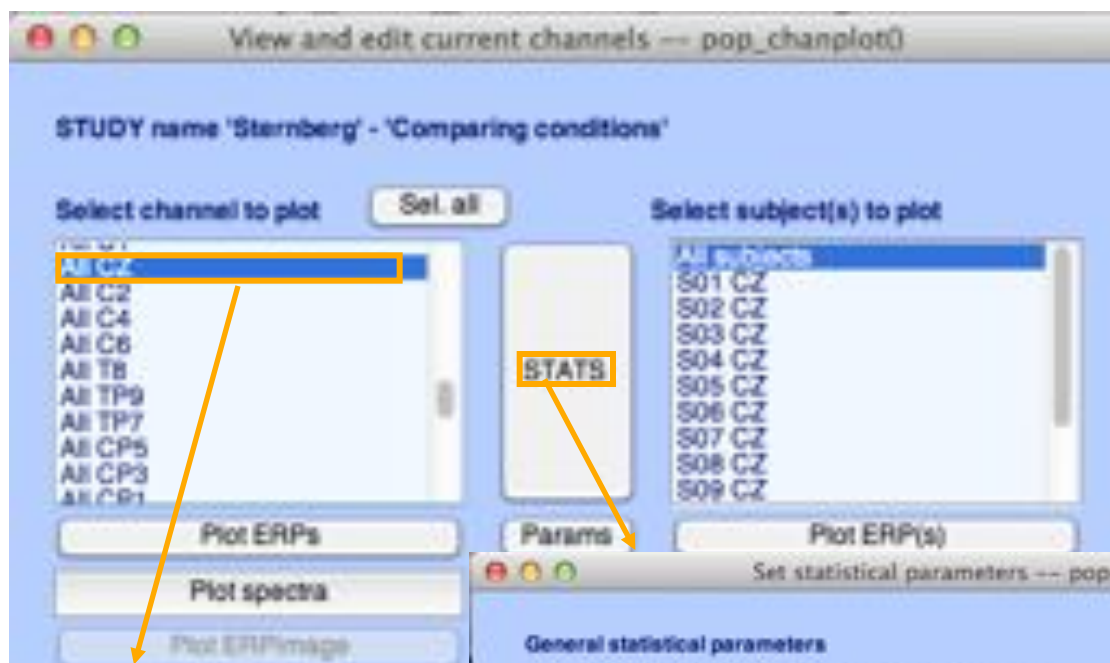 View and edit current channels -- pop_chanplot()
STUDY name 'Sternberg' - 'Comparing conditions'
Select channel to plot
Sel. all
Select subject(s) to plot
All CZ
All C2
All C4
All C6
All T8
All TP9
All TP7
All CP5
All CP3
All CP1
STATS
All subjects
S01 CZ
S02 CZ
S03 CZ
S04 CZ
S05 CZ
S06 CZ
S07 CZ
S08 CZ
S09 CZ
Plot ERPs
Params
Plot ERP(s)
Plot spectra
Plot ERPimage
Set statistical parameters -- pop
General statistical parameters